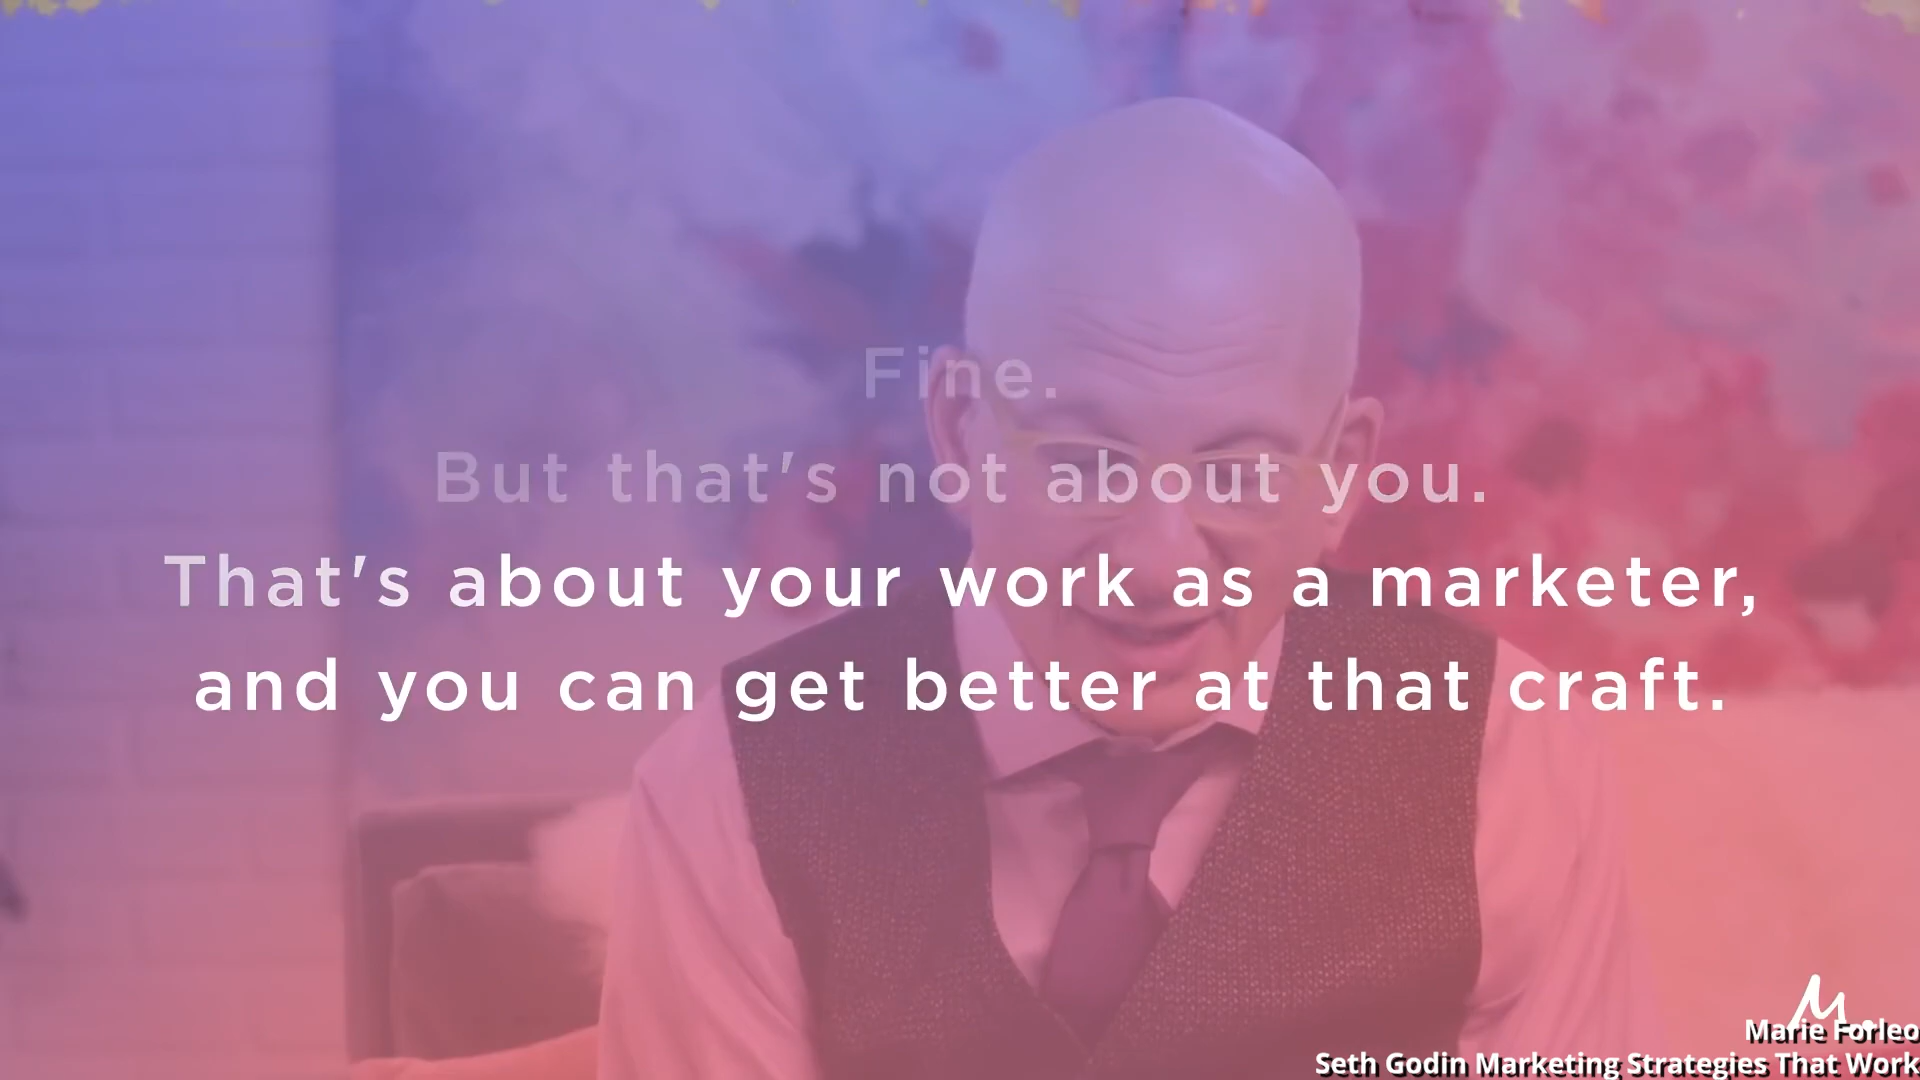 Fine.
But that's not about you.
That's about your work as a marketer,
and you can get better at that craft.
M.
Marie Forleo
Seth Godin Marketing Strategies That Work